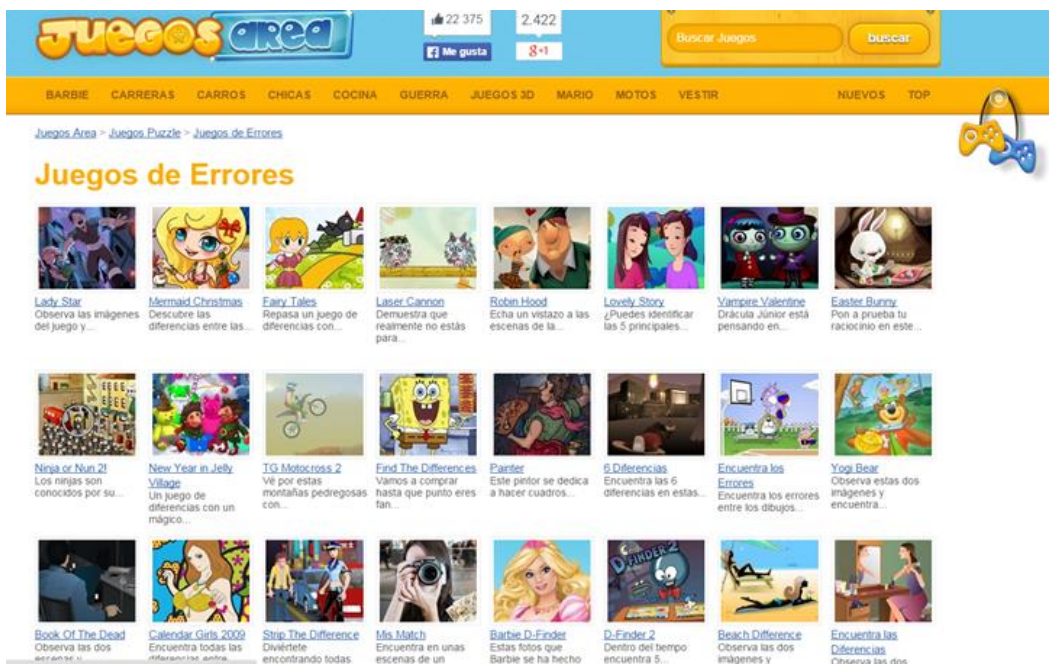 JUEGOS AREA
22 375
2.422
Me gusta
g+1
Buscar Juegos
buscar
BARBIE CARRERAS CARROS CHICAS COCINA GUERRA JUEGOS 3D MARIO MOTOS VESTIR NUEVOS TOP
Juegos Area > Juegos Puzzle > Juegos de Errores
Juegos de Errores
Lady Star
Observa las imágenes
del juego y...
Mermaid Christmas
Descubre las
diferencias entre las...
Fairy Tales
Repasa un juego de
diferencias con...
Laser Cannon
Demuestra que
realmente no estás
para...
Robin Hood
Echa un vistazo a las
escenas de la...
Lovely Story
¿Puedes identificar
las 5 principales...
Vampire Valentine
Drácula Júnior está
pensando en...
Easter Bunny
Pon a prueba tu
raciocinio en este...
Ninja or Nun 2!
Los ninjas son
conocidos por su...
New Year in Jelly
Village
Un juego de
diferencias con un
mágico...
TG Motocross 2
Vé por estas
montañas pedregosas
con...
Find The Differences
Vamos a comprar
hasta que punto eres
fan...
Painter
Este pintor se dedica
a hacer cuadros...
6 Diferencias
Encuentra las 6
diferencias en estas...
Encuentra los
Errores
Encuentra los errores
entre los dibujos...
Yogi Bear
Observa estas dos
imágenes y
encuentra...
D-FINDER 2
Book Of The Dead
Observa las dos
escenas y
Calendar Girls 2009
Encuentra todas las
diferencias entre
Strip The Difference
Diviértete
encontrando todas
Mis Match
Encuentra en unas
escenas de un
Barbie D-Finder
Estas fotos que
Barbie se ha hecho
D-Finder 2
Dentro del tiempo
encuentra 5...
Beach Difference
Observa las dos
imágenes y
Encuentra las
Diferencias
Observa las dos